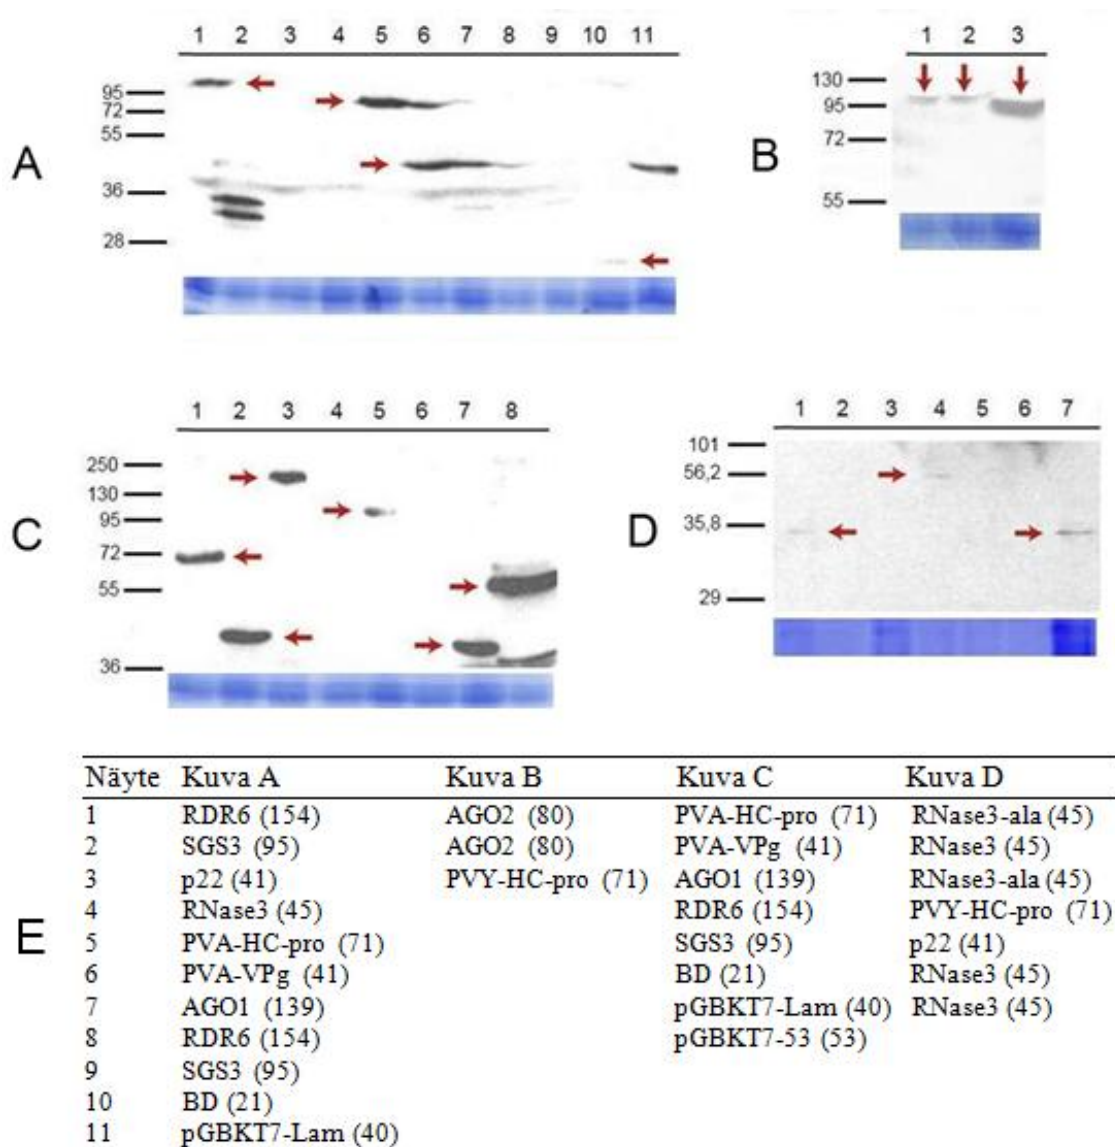 1 2 3 4 5 6 7 8 9 10 11
95
72
55
36
28
A
1 2 3
130
95
72
55
B
1 2 3 4 5 6 7 8
250
130
95
72
55
36
C
1 2 3 4 5 6 7
101
56,2
35,8
29
D
E
Näyte Kuva A Kuva B Kuva C Kuva D
1 RDR6 (154) AGO2 (80) PVA-HC-pro (71) RNase3-ala (45)
2 SGS3 (95) AGO2 (80) PVA-VPg (41) RNase3 (45)
3 p22 (41) PVY-HC-pro (71) AGO1 (139) RNase3-ala (45)
4 RNase3 (45) RDR6 (154) PVY-HC-pro (71)
5 PVA-HC-pro (71) SGS3 (95) p22 (41)
6 PVA-VPg (41) BD (21) RNase3 (45)
7 AGO1 (139) pGBKT7-Lam (40) RNase3 (45)
8 RDR6 (154) pGBKT7-53 (53)
9 SGS3 (95)
10 BD (21)
11 pGBKT7-Lam (40)